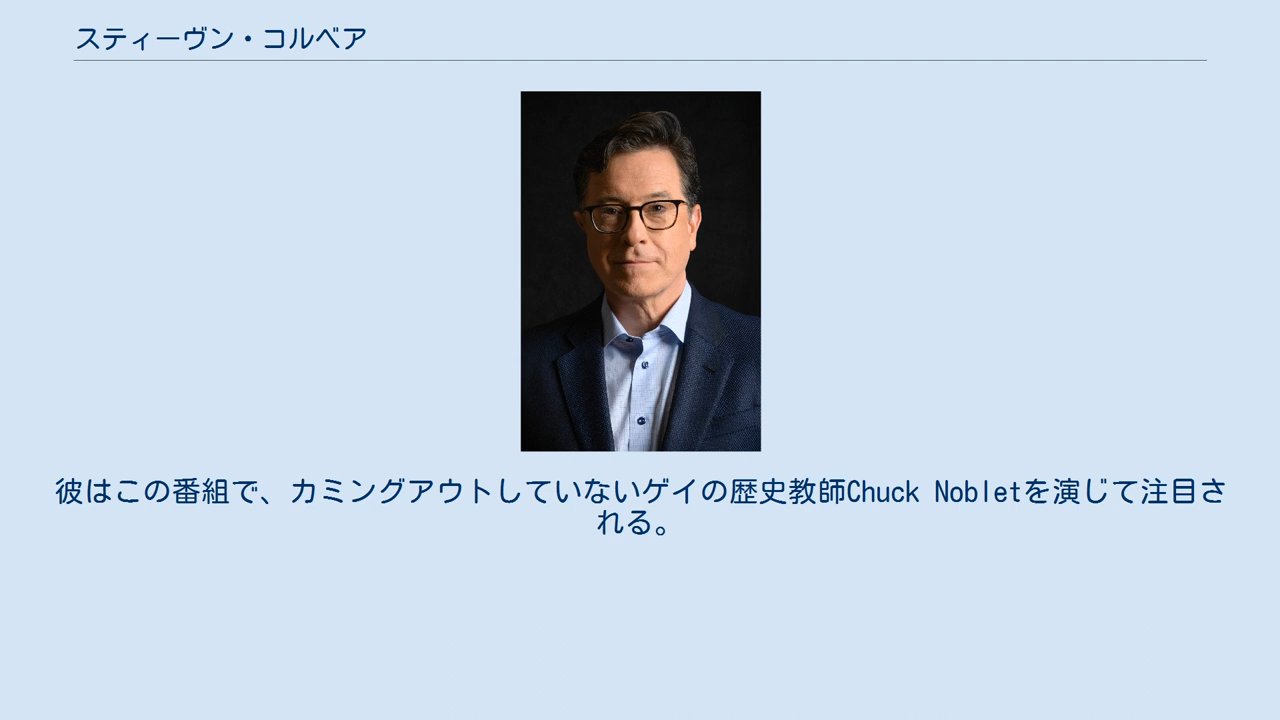 スティーヴン・コルベア
彼はこの番組で、カミングアウトしていないゲイの歴史教師Chuck Nobletを演じて注目さ
れる。